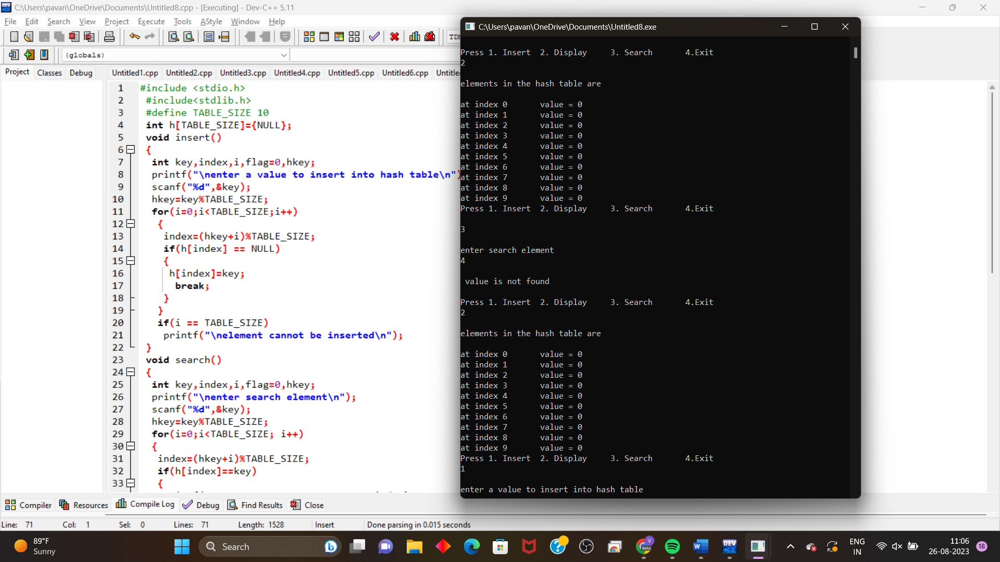 C:\Users\pavan\OneDrive\Documents\Untitled8.cpp - [Executing] - Dev-C++ 5.11
File Edit Search View Project Execute Tools AStyle Window Help
TDM
(globals)
Project Classes Debug
Untitled1.cpp Untitled2.cpp Untitled3.cpp Untitled4.cpp Untitled5.cpp Untitled6.cpp
1 #include <stdio.h>
2 #include<stdlib.h>
3 #define TABLE_SIZE 10
4 int h[TABLE_SIZE]={NULL};
5 void insert()
6 {
7 int key,index,i,flag=0,hkey;
8 printf("\nenter a value to insert into hash table\n")
9 scanf("%d",&key);
10 hkey=key%TABLE_SIZE;
11 for(i=0;i<TABLE_SIZE;i++)
12 {
13 index=(hkey+i)%TABLE_SIZE;
14 if(h[index] == NULL)
15 {
16 h[index]=key;
17 break;
18 }
19 }
20 if(i == TABLE_SIZE)
21 printf("\nelement cannot be inserted\n");
22 }
23 void search()
24 {
25 int key,index,i,flag=0,hkey;
26 printf("\nenter search element\n");
27 scanf("%d",&key);
28 hkey=key%TABLE_SIZE;
29 for(i=0;i<TABLE_SIZE; i++)
30 {
31 index=(hkey+i)%TABLE_SIZE;
32 if(h[index]==key)
33 {
C:\Users\pavan\OneDrive\Documents\Untitled8.exe
Press 1. Insert 2. Display 3. Search 4.Exit
2
elements in the hash table are
at index 0 value = 0
at index 1 value = 0
at index 2 value = 0
at index 3 value = 0
at index 4 value = 0
at index 5 value = 0
at index 6 value = 0
at index 7 value = 0
at index 8 value = 0
at index 9 value = 0
Press 1. Insert 2. Display 3. Search 4.Exit
3
enter search element
4
value is not found
Press 1. Insert 2. Display 3. Search 4.Exit
2
elements in the hash table are
at index 0 value = 0
at index 1 value = 0
at index 2 value = 0
at index 3 value = 0
at index 4 value = 0
at index 5 value = 0
at index 6 value = 0
at index 7 value = 0
at index 8 value = 0
at index 9 value = 0
Press 1. Insert 2. Display 3. Search 4.Exit
1
enter a value to insert into hash table
Compiler Resources Compile Log Debug Find Results Close
Line: 71 Col: 1 Sel: 0 Lines: 71 Length: 1528 Insert Done parsing in 0.015 seconds
89°F
Sunny
Search
Beta
V
DEV
C++
ENG
IN
11:06
26-08-2023
18